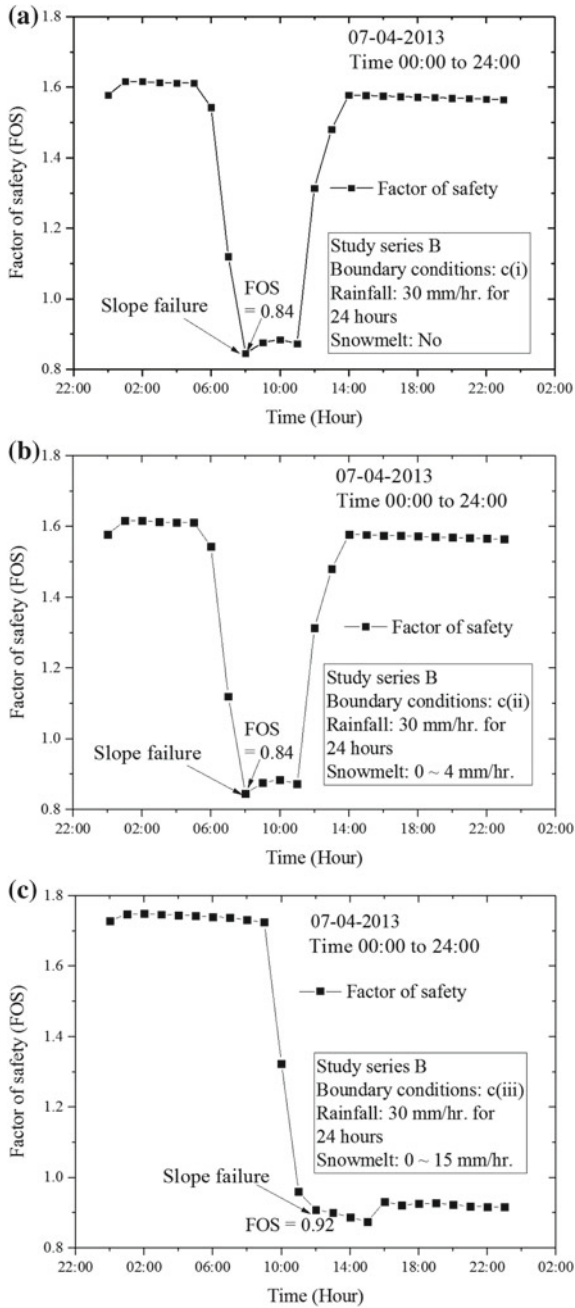 (a)
07-04-2013
Time 00:00 to 24:00
Factor of safety (FOS)
1.8
1.6
1.4
1.2
1.0
0.8
Factor of safety
Study series B
Boundary conditions: c(i)
Rainfall: 30 mm/hr. for
24 hours
Snowmelt: No
FOS
= 0.84
Slope failure
22:00 02:00 06:00 10:00 14:00 18:00 22:00 02:00
Time (Hour)
(b)
07-04-2013
Time 00:00 to 24:00
Factor of safety (FOS)
1.8
1.6
1.4
1.2
1.0
0.8
Factor of safety
Study series B
Boundary conditions: c(ii)
Rainfall: 30 mm/hr. for
24 hours
Snowmelt: 0 ~ 4 mm/hr.
FOS
= 0.84
Slope failure
22:00 02:00 06:00 10:00 14:00 18:00 22:00 02:00
Time (Hour)
(c)
07-04-2013
Time 00:00 to 24:00
Factor of safety (FOS)
1.8
1.6
1.4
1.2
1.0
0.8
Factor of safety
Study series B
Boundary conditions: c(iii)
Rainfall: 30 mm/hr. for
24 hours
Snowmelt: 0 ~ 15 mm/hr.
Slope failure
FOS = 0.92
22:00 02:00 06:00 10:00 14:00 18:00 22:00 02:00
Time (Hour)